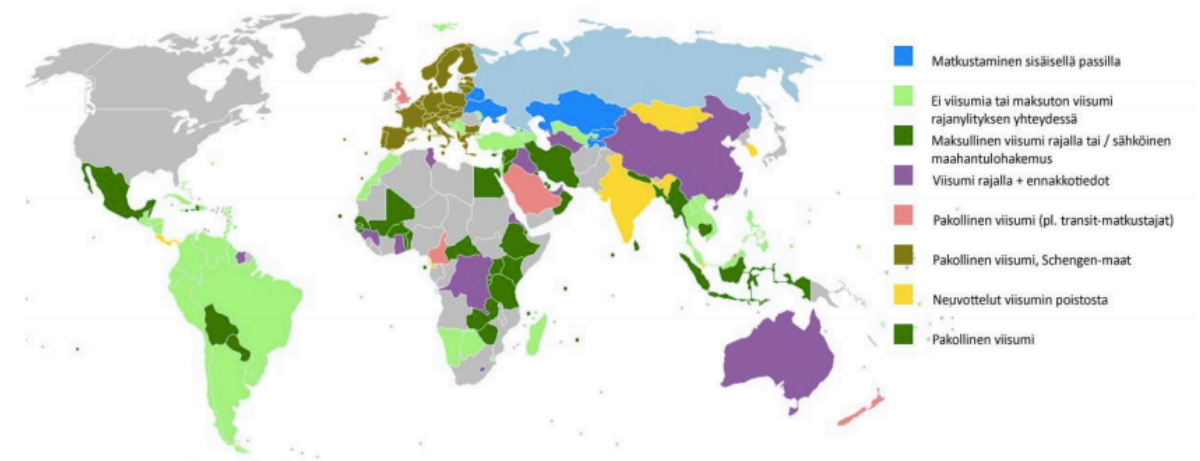 Matkustaminen sisäisellä passilla
Ei viisumia tai maksuton viisumi
rajanylityksen yhteydessä
Maksullinen viisumi rajalla tai / sähköinen
maahantulohakemus
Viisumi rajalla + ennakkotiedot
Pakollinen viisumi (pl. transit-matkustajat)
Pakollinen viisumi, Schengen-maat
Neuvottelut viisumin poistosta
Pakollinen viisumi